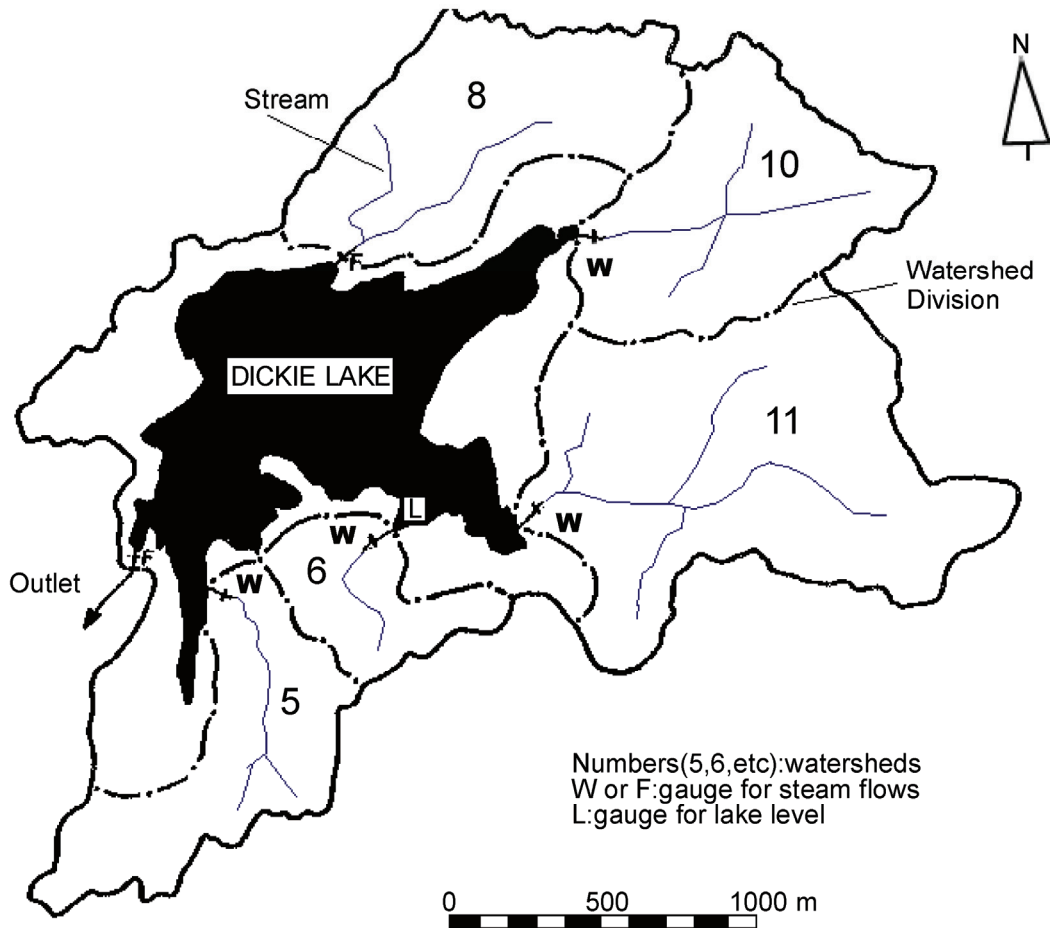 N
8
Stream
10
F
W
Watershed
Division
DICKIE LAKE
11
L
W
W
F
6
W
Outlet
5
Numbers(5,6,etc):watersheds
W or F:gauge for steam flows
L:gauge for lake level
0 500 1000 m